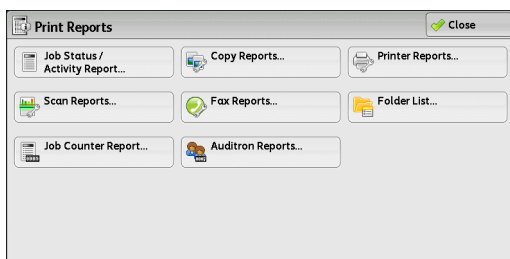 Print Reports
Close
Job Status /
Activity Report...
Copy Reports...
Printer Reports...
Scan Reports...
Fax Reports...
Folder List...
Job Counter Report...
Auditron Reports...